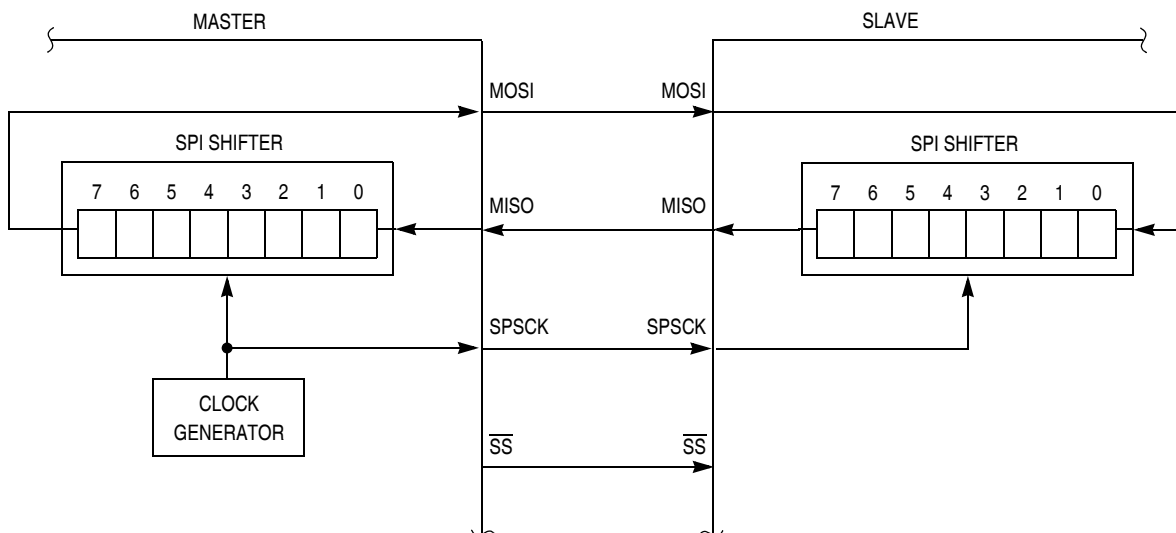 MASTER
SLAVE
MOSI MOSI
SPI SHIFTER
SPI SHIFTER
7 6 5 4 3 2 1 0
MISO MISO
7 6 5 4 3 2 1 0
SPSCK SPSCK
CLOCK
GENERATOR
SS SS